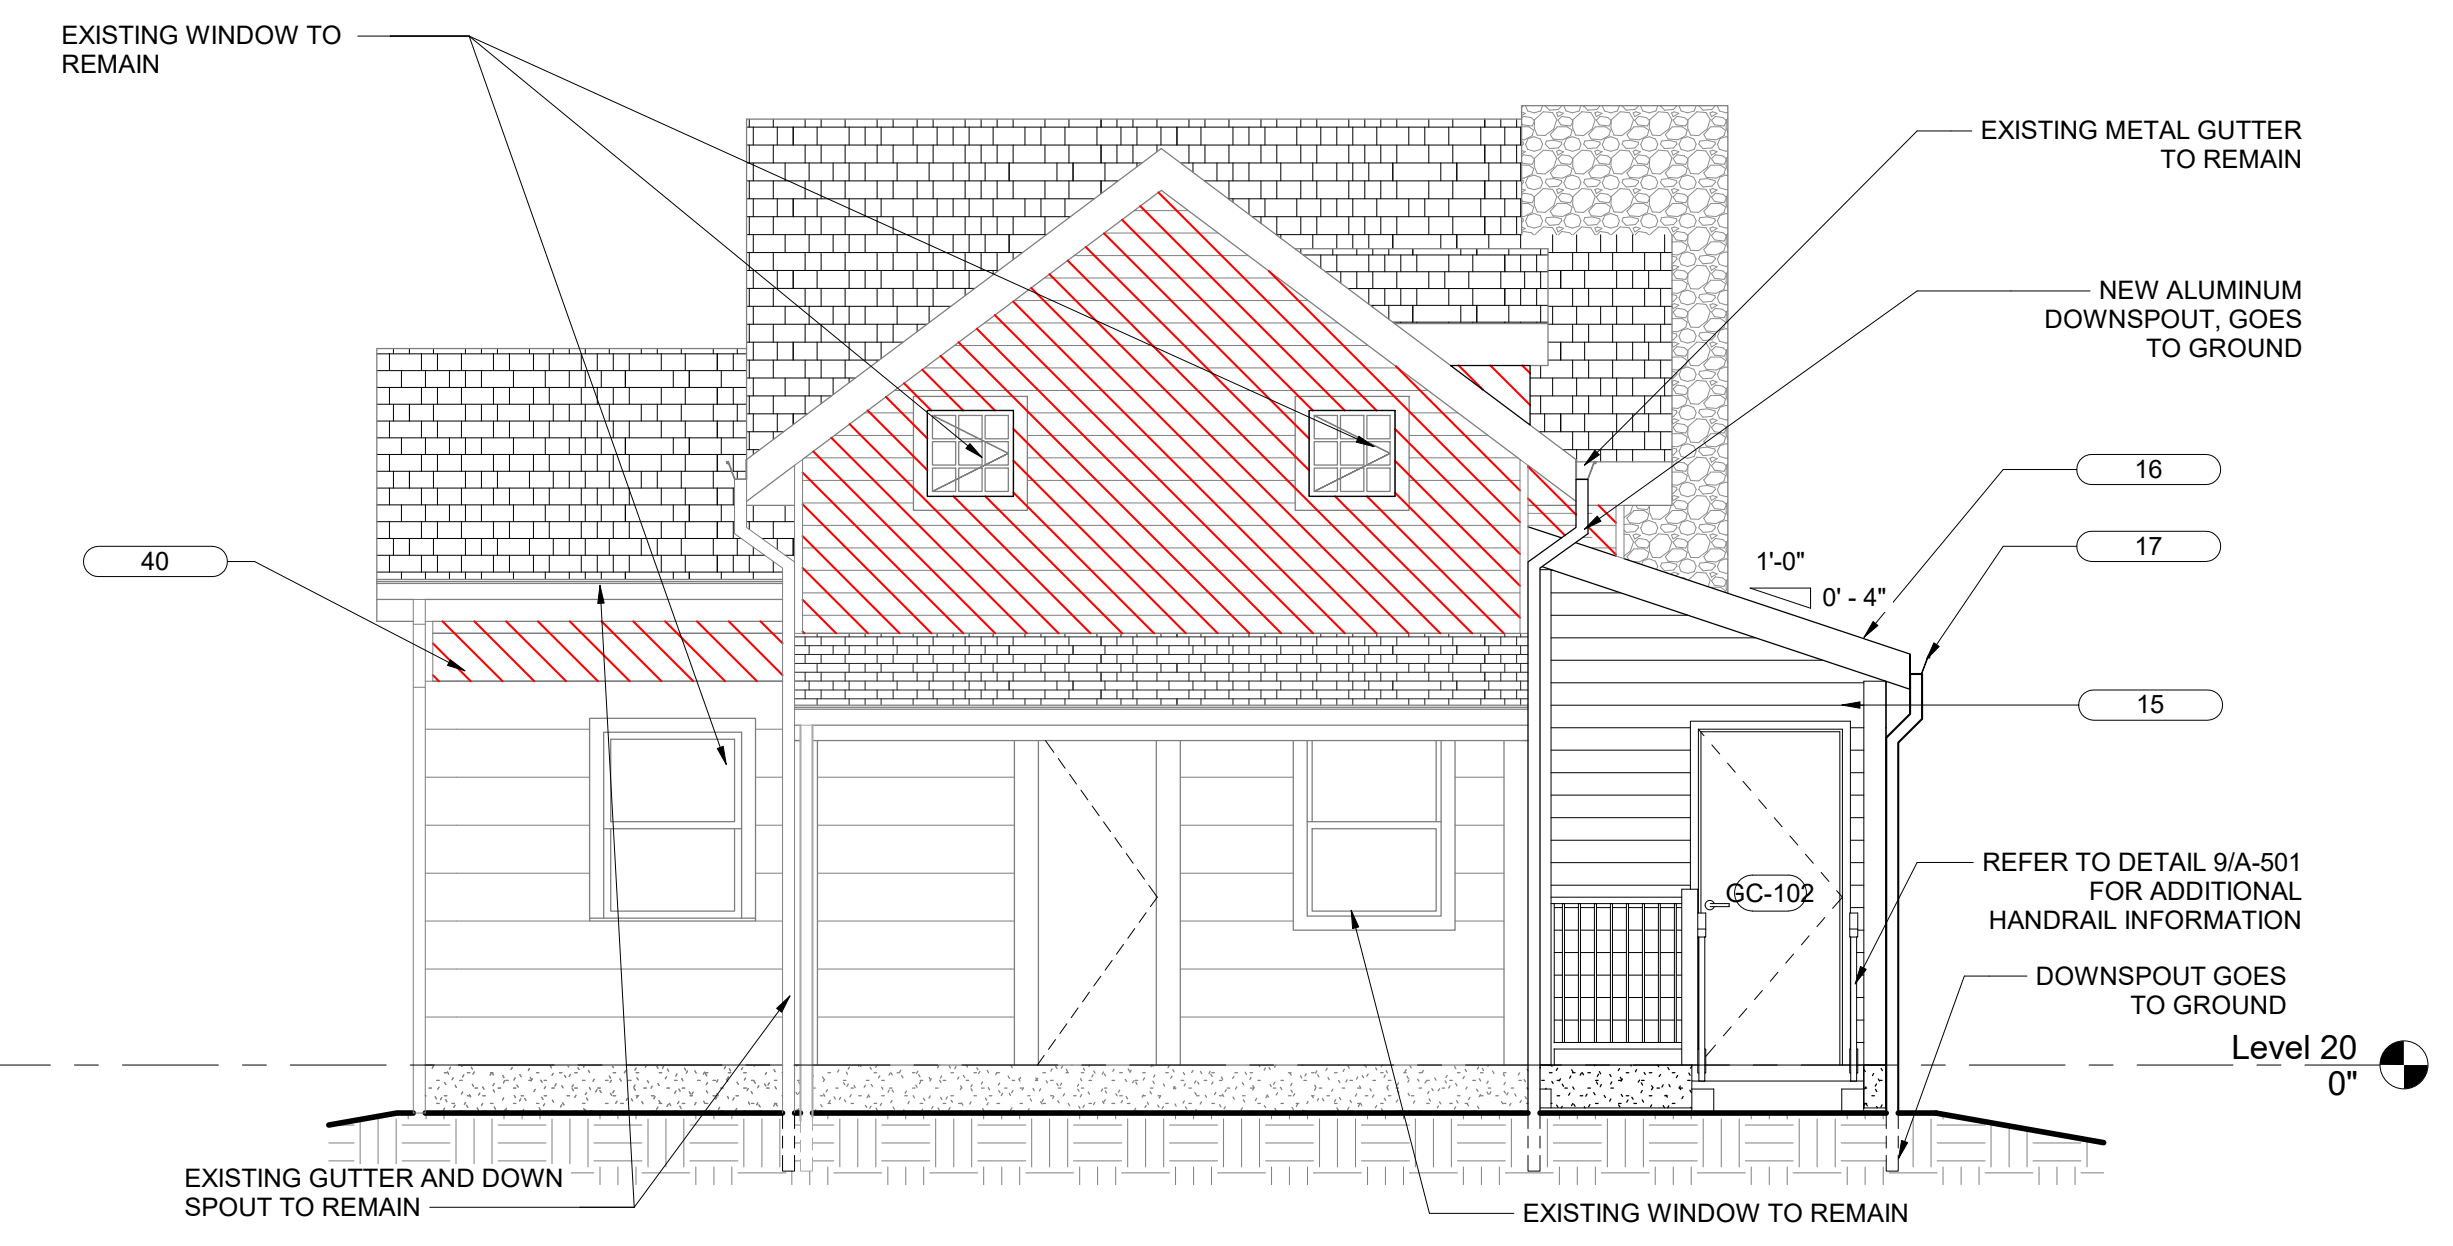 EXISTING WINDOW TO
REMAIN
EXISTING METAL GUTTER
TO REMAIN
NEW ALUMINUM
DOWNSPOUT, GOES
TO GROUND
16
17
40
1'-0"
0' - 4"
15
REFER TO DETAIL 9/A-501
FOR ADDITIONAL
HANDRAIL INFORMATION
GC-102
DOWNSPOUT GOES
TO GROUND
Level 20
0"
EXISTING GUTTER AND DOWN
SPOUT TO REMAIN
EXISTING WINDOW TO REMAIN